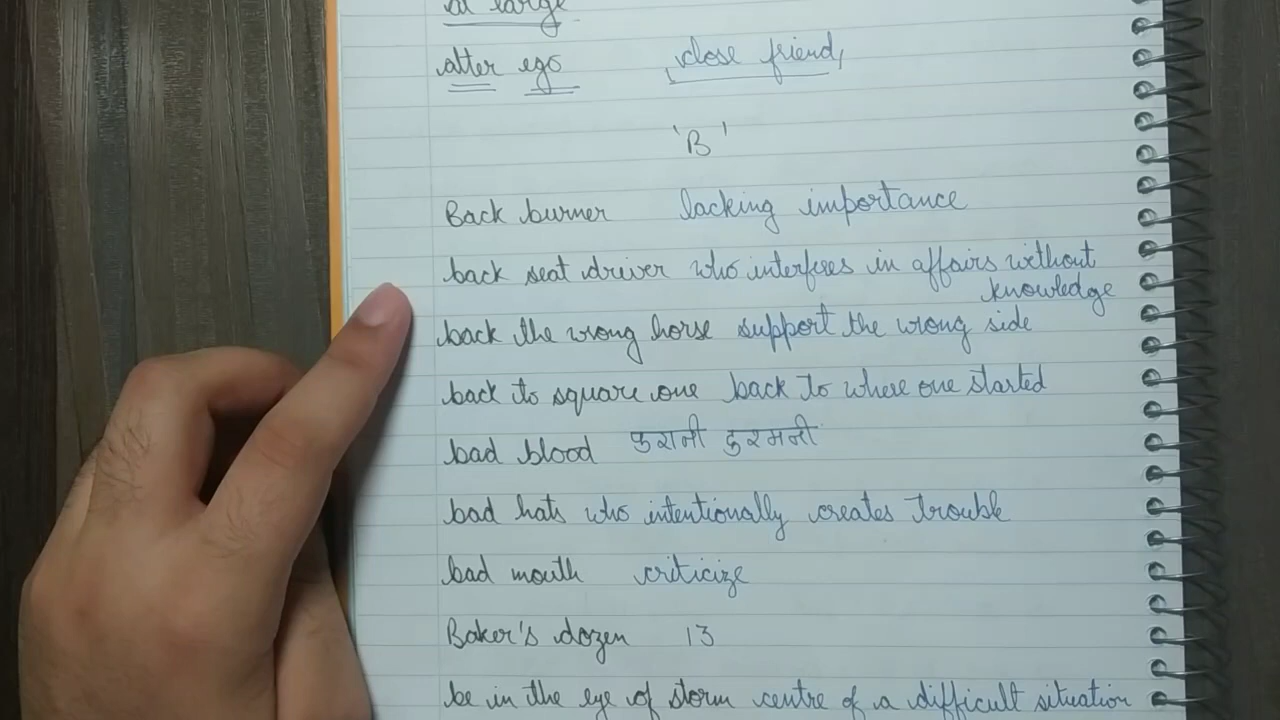 at large
alter ego close friend,
'B'
Back burner lacking importance
back seat driver who interferes in affairs without
knowledge
back the wrong horse support the wrong side
back to square one back to where one started
bad blood पुरानी दुश्मनी
bad hats who intentionally creates trouble
bad mouth criticize
Baker's dozen 13
be in the eye of storm centre of a difficult situation